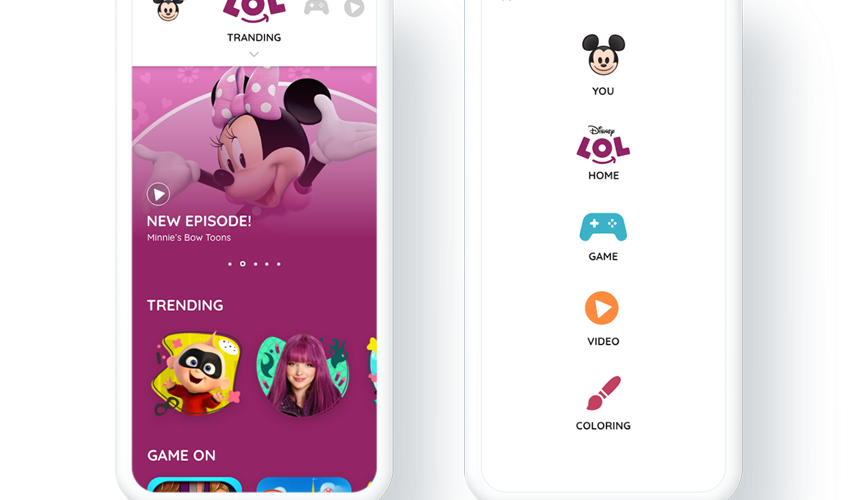 LOL
TRANDING
NEW EPISODE!
Minnie's Bow Toons
TRENDING
GAME ON
YOU
Disney
LOL
HOME
GAME
VIDEO
COLORING